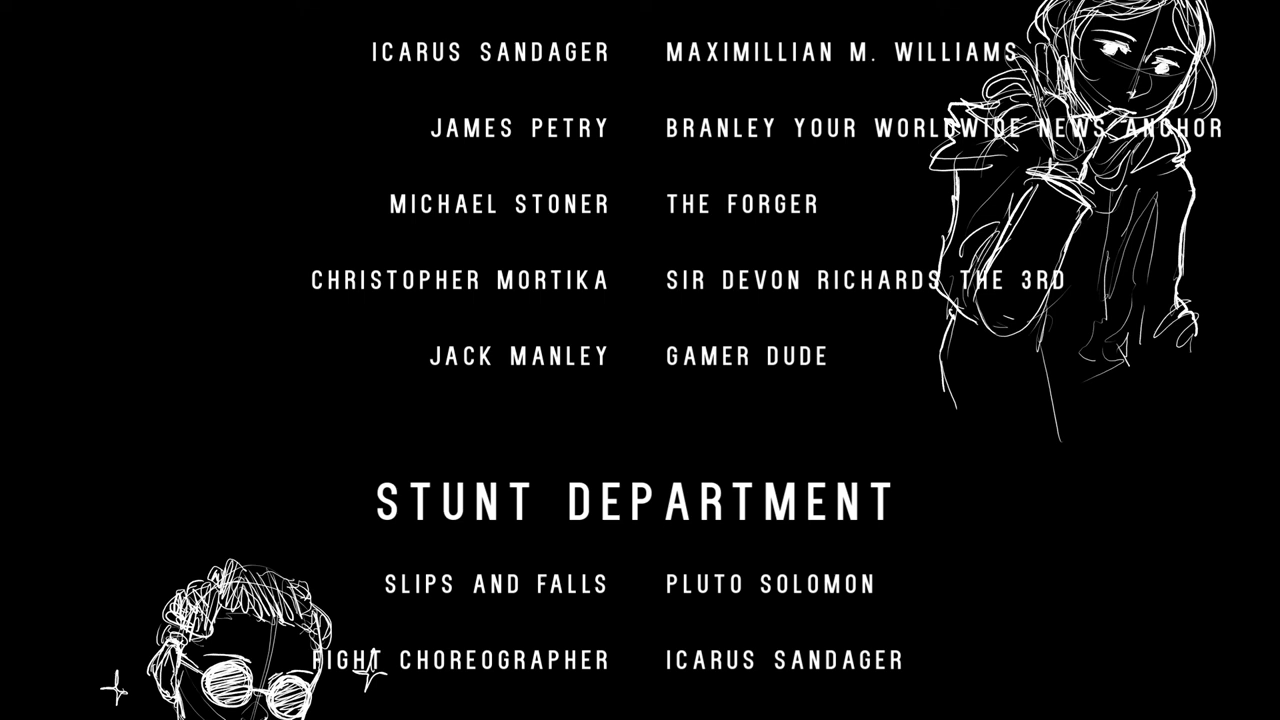 ICARUS SANDAGER MAXIMILLIAN M. WILLIAMS
JAMES PETRY BRANLEY YOUR WORLDWIDE NEWS ANCHOR
MICHAEL STONER THE FORGER
CHRISTOPHER MORTIKA SIR DEVON RICHARDS THE 3RD
JACK MANLEY GAMER DUDE
STUNT DEPARTMENT
SLIPS AND FALLS PLUTO SOLOMON
FIGHT CHOREOGRAPHER ICARUS SANDAGER